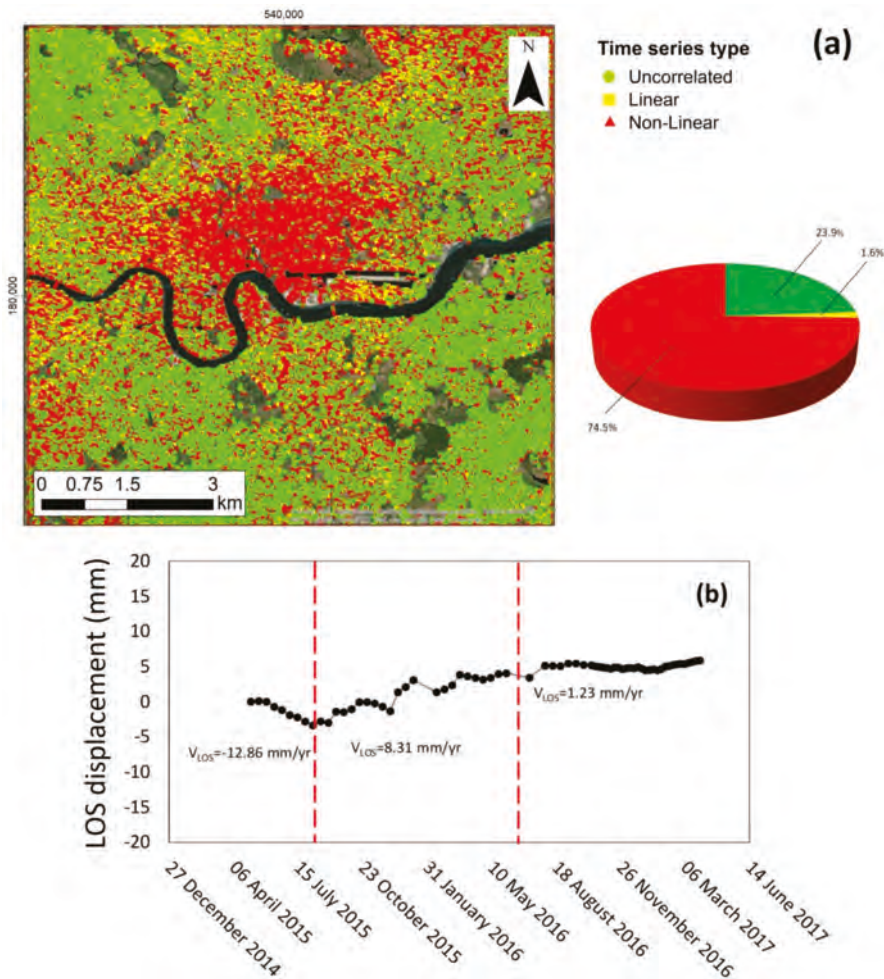 540,000
N
180,000
0 0.75 1.5 3
km
Time series type
Uncorrelated
Linear
Non-Linear
(a)
23.9%
1.6%
74.5%
(b)
LOS displacement (mm)
20
15
10
5
0
-5
-10
-15
-20
V_LOS=-12.86 mm/yr
V_LOS=8.31 mm/yr
V_LOS=1.23 mm/yr
27 December 2014
06 April 2015
15 July 2015
23 October 2015
31 January 2016
10 May 2016
18 August 2016
26 November 2016
06 March 2017
14 June 2017